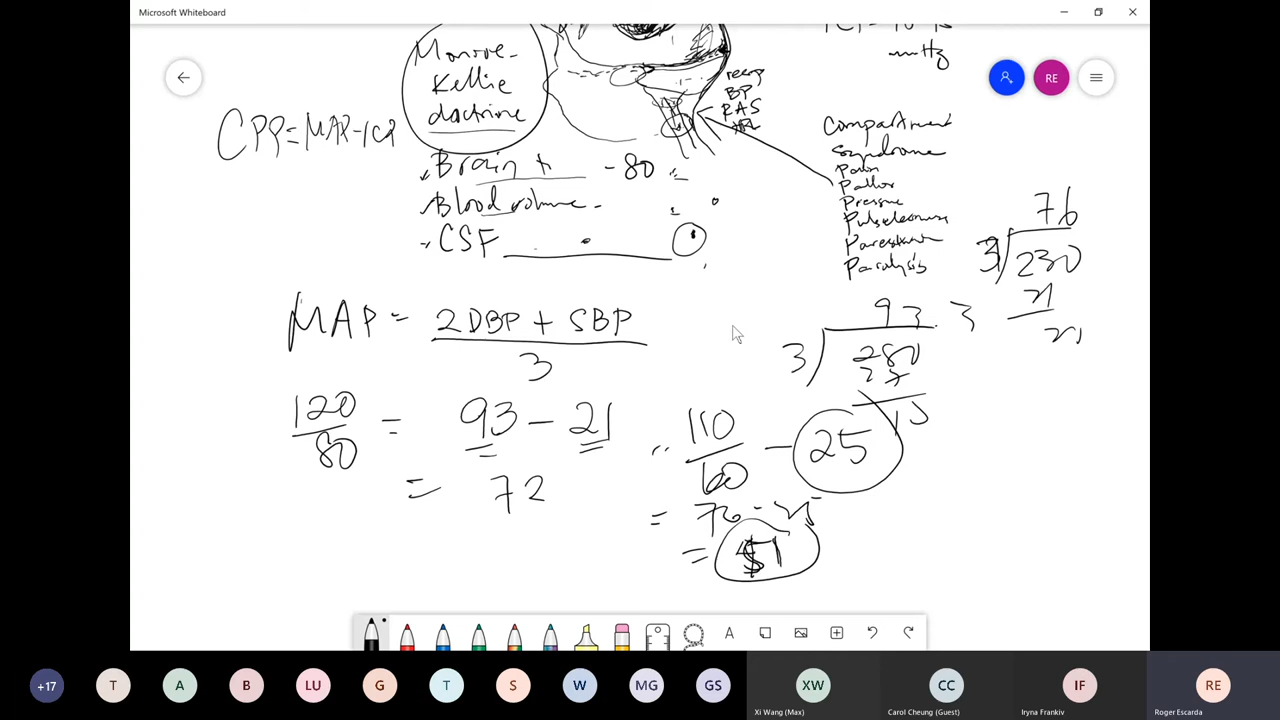 Microsoft Whiteboard
Monroe-
Kellie
doctrine
CPP=MAP-ICP
resp
BP
RAS
Brain + -80
Blood volume -
CSF
Compartment
Syndrome
Pain
Pallor
Pressure
Paralysis
MAP = 2DBP + SBP
3
76
3 230
21
93 3
3 280
27
120
80
= 93 - 21
= 72
110
60
- 25
= 76 - 25
= 51
A
RE
+17
T
A
B
LU
G
T
S
W
MG
GS
XW
CC
IF
RE
Xi Wang (Max)
Carol Cheung (Guest)
Iryna Frankiv
Roger Escarda